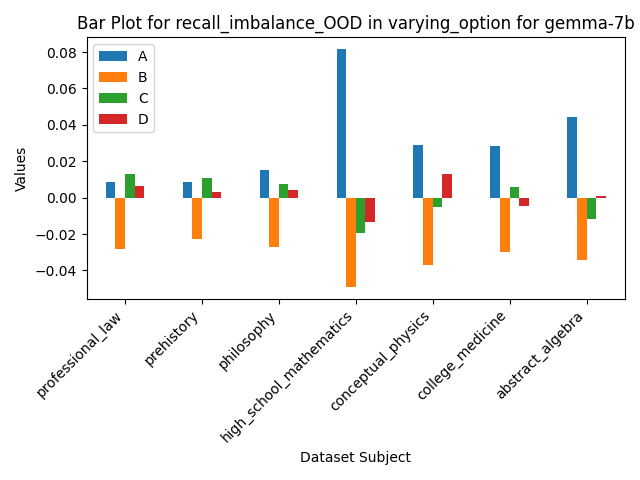 Bar Plot for recall_imbalance_OOD in varying_option for gemma-7b
A
B
C
D
Values
0.08
0.06
0.04
0.02
0.00
−0.02
−0.04
professional_law
prehistory
philosophy
high_school_mathematics
conceptual_physics
college_medicine
abstract_algebra
Dataset Subject